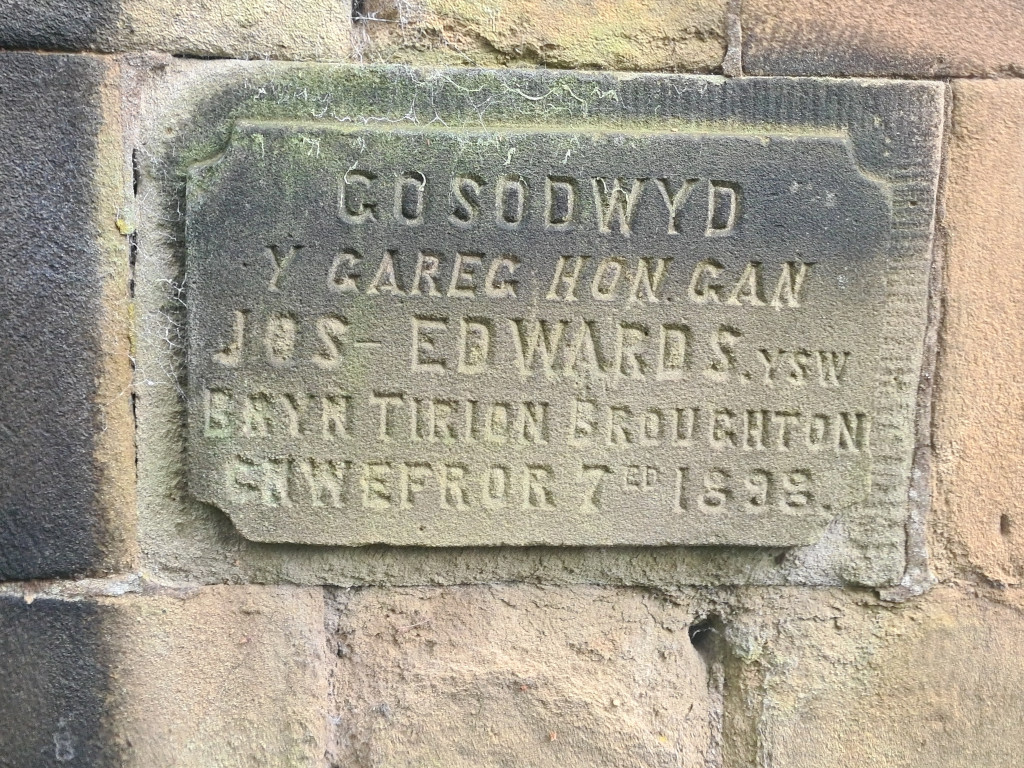 GOSODWYD
Y GAREG HON. GAN
JOS- EDWARDS. YSW
BRYN TIRION BROUGHTON
CHWEFROR 7ED 1898.